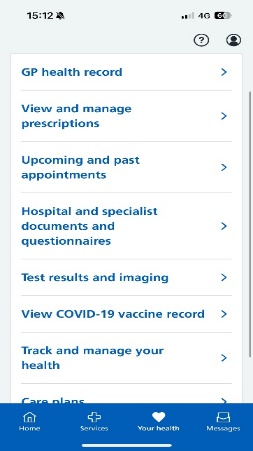 15:12
4G
?
GP health record
View and manage
prescriptions
Upcoming and past
appointments
Hospital and specialist
documents and
questionnaires
Test results and imaging
View COVID-19 vaccine record
Track and manage your
health
Care plans
Home
Services
Your health
Messages